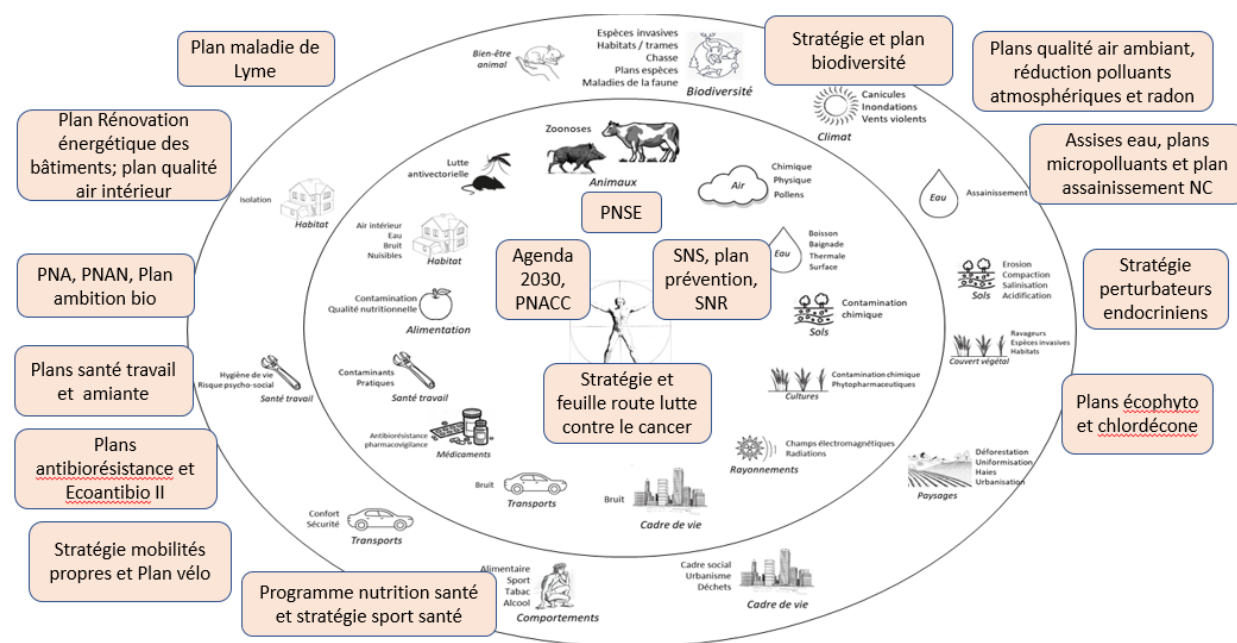 Plan maladie de
Lyme
Bien-être
animal
Espèces invasives
Habitats / trames
Chasse
Plans espèces
Maladies de la faune
Biodiversité
Stratégie et plan
biodiversité
Plans qualité air ambiant,
réduction polluants
atmosphériques et radon
Canicules
Inondations
Vents violents
Climat
Plan Rénovation
énergétique des
bâtiments; plan qualité
air intérieur
Zoonoses
Animaux
Lutte
antivectorielle
Chimique
Physique
Pollens
Air
Assises eau, plans
micropolluants et plan
assainissement NC
Eau
Assainissement
Isolation
Habitat
PNSE
Air intérieur
Eau
Bruit
Nuisibles
Habitat
Agenda
2030,
PNACC
SNS, plan
prévention,
SNR
Eau
Boisson
Baignade
Thermale
Surface
PNA, PNAN, Plan
ambition bio
Contamination
Qualité nutritionnelle
Alimentation
Contamination
chimique
Sols
Erosion
Compaction
Salinisation
Acidification
Sols
Stratégie
perturbateurs
endocriniens
Ravageurs
Espèces invasives
Habitats
Couvert végétal
Plans santé travail
et amiante
Hygiène de vie
Risque psycho-social
Santé travail
Contaminants
Pratiques
Santé travail
Stratégie et
feuille route lutte
contre le cancer
Contamination chimique
Phytopharmaceutiques
Cultures
Plans écophyto
et chlordécone
Plans
antibiorésistance et
Ecoantibio II
Antibiorésistance
pharmacovigilance
Médicaments
Champs électromagnétiques
Radiations
Rayonnements
Déforestation
Uniformisation
Haies
Urbanisation
Paysages
Bruit
Transports
Bruit
Cadre de vie
Confort
Sécurité
Transports
Stratégie mobilités
propres et Plan vélo
Programme nutrition santé
et stratégie sport santé
Alimentaire
Sport
Tabac
Alcool
Comportements
Cadre social
Urbanisme
Déchets
Cadre de vie